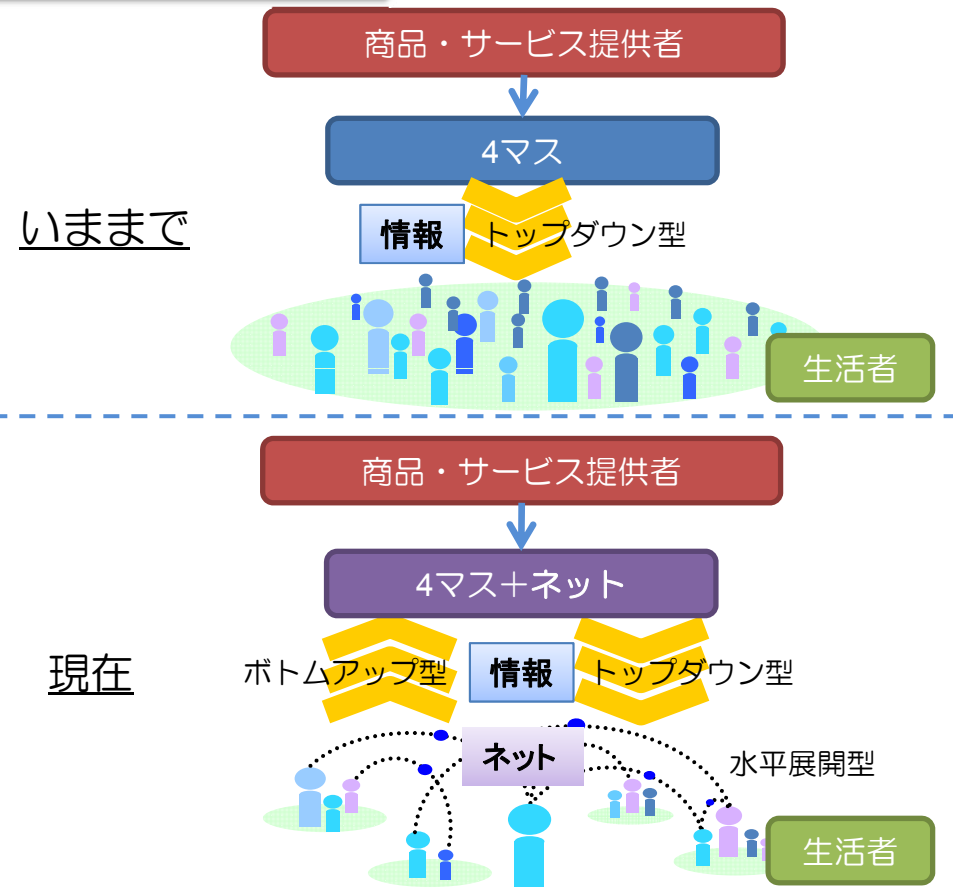 商品・サービス提供者
4マス
いままで
情報
トップダウン型
生活者
商品・サービス提供者
4マス＋ネット
現在
ボトムアップ型
情報
トップダウン型
ネット
水平展開型
生活者